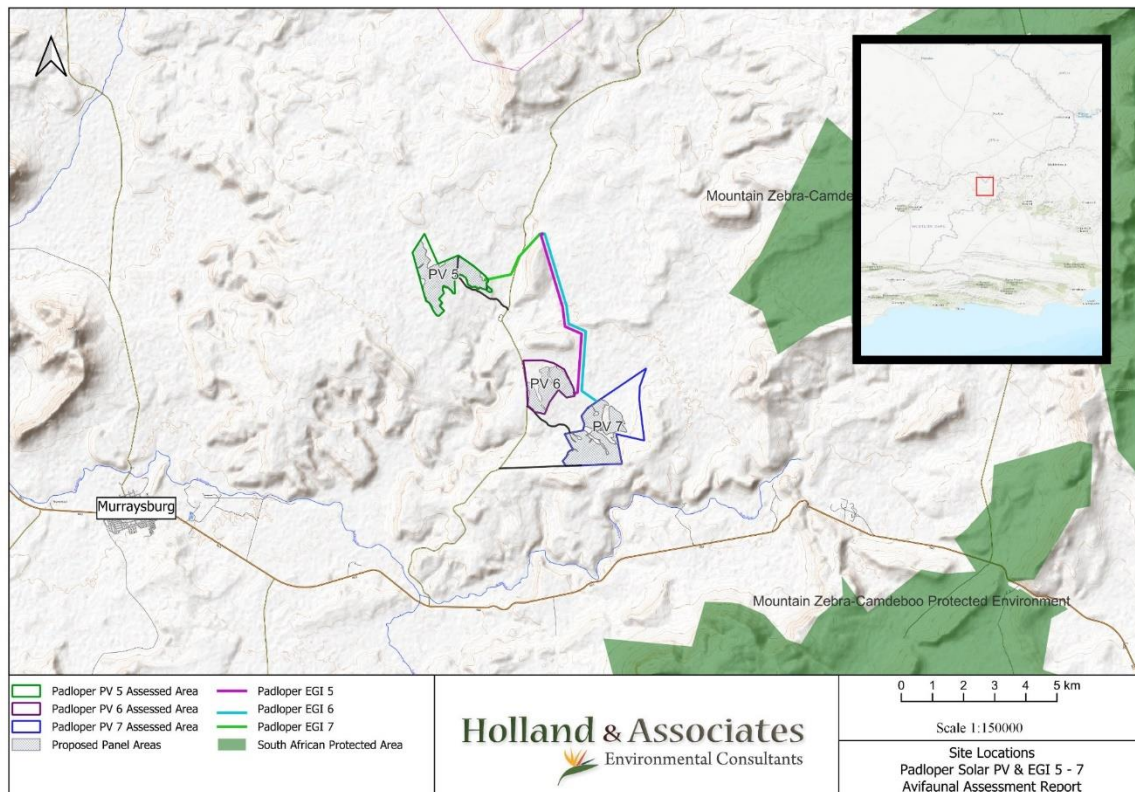 Mountain Zebra-Camde
PV 5
PV 6
PV 7
Murraysburg
Mountain Zebra-Camdeboo Protected Environment
Padloper PV 5 Assessed Area
Padloper PV 6 Assessed Area
Padloper PV 7 Assessed Area
Proposed Panel Areas
Padloper EGI 5
Padloper EGI 6
Padloper EGI 7
South African Protected Area
Holland & Associates
Environmental Consultants
0 1 2 3 4 5 km
Scale 1:150000
Site Locations
Padloper Solar PV & EGI 5 - 7
Avifaunal Assessment Report